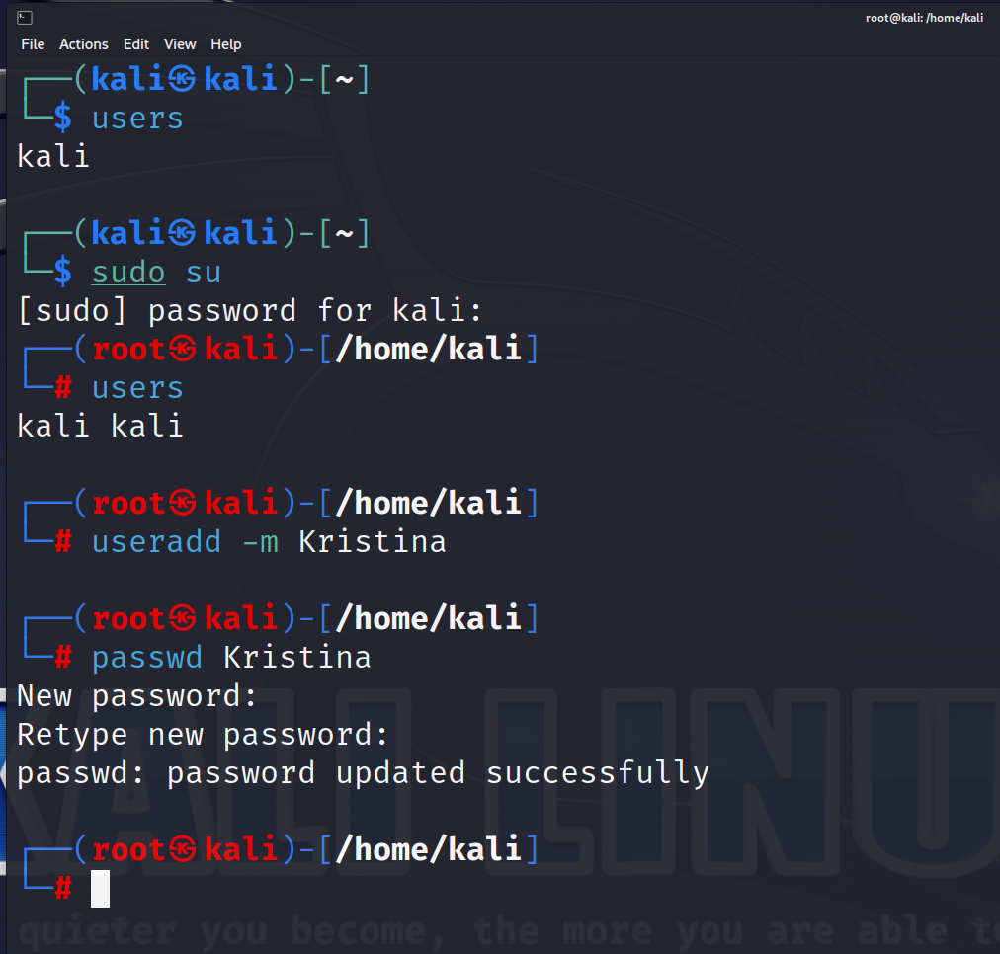 root@kali: /home/kali
File Actions Edit View Help
┌──(kali㉿kali)-[~]
└─$ users
kali
┌──(kali㉿kali)-[~]
└─$ sudo su
[sudo] password for kali:
┌──(root㉿kali)-[/home/kali]
└─# users
kali kali
┌──(root㉿kali)-[/home/kali]
└─# useradd -m Kristina
┌──(root㉿kali)-[/home/kali]
└─# passwd Kristina
New password:
Retype new password:
passwd: password updated successfully
┌──(root㉿kali)-[/home/kali]
└─#
KALI LINU
quieter you become, the more you are able to